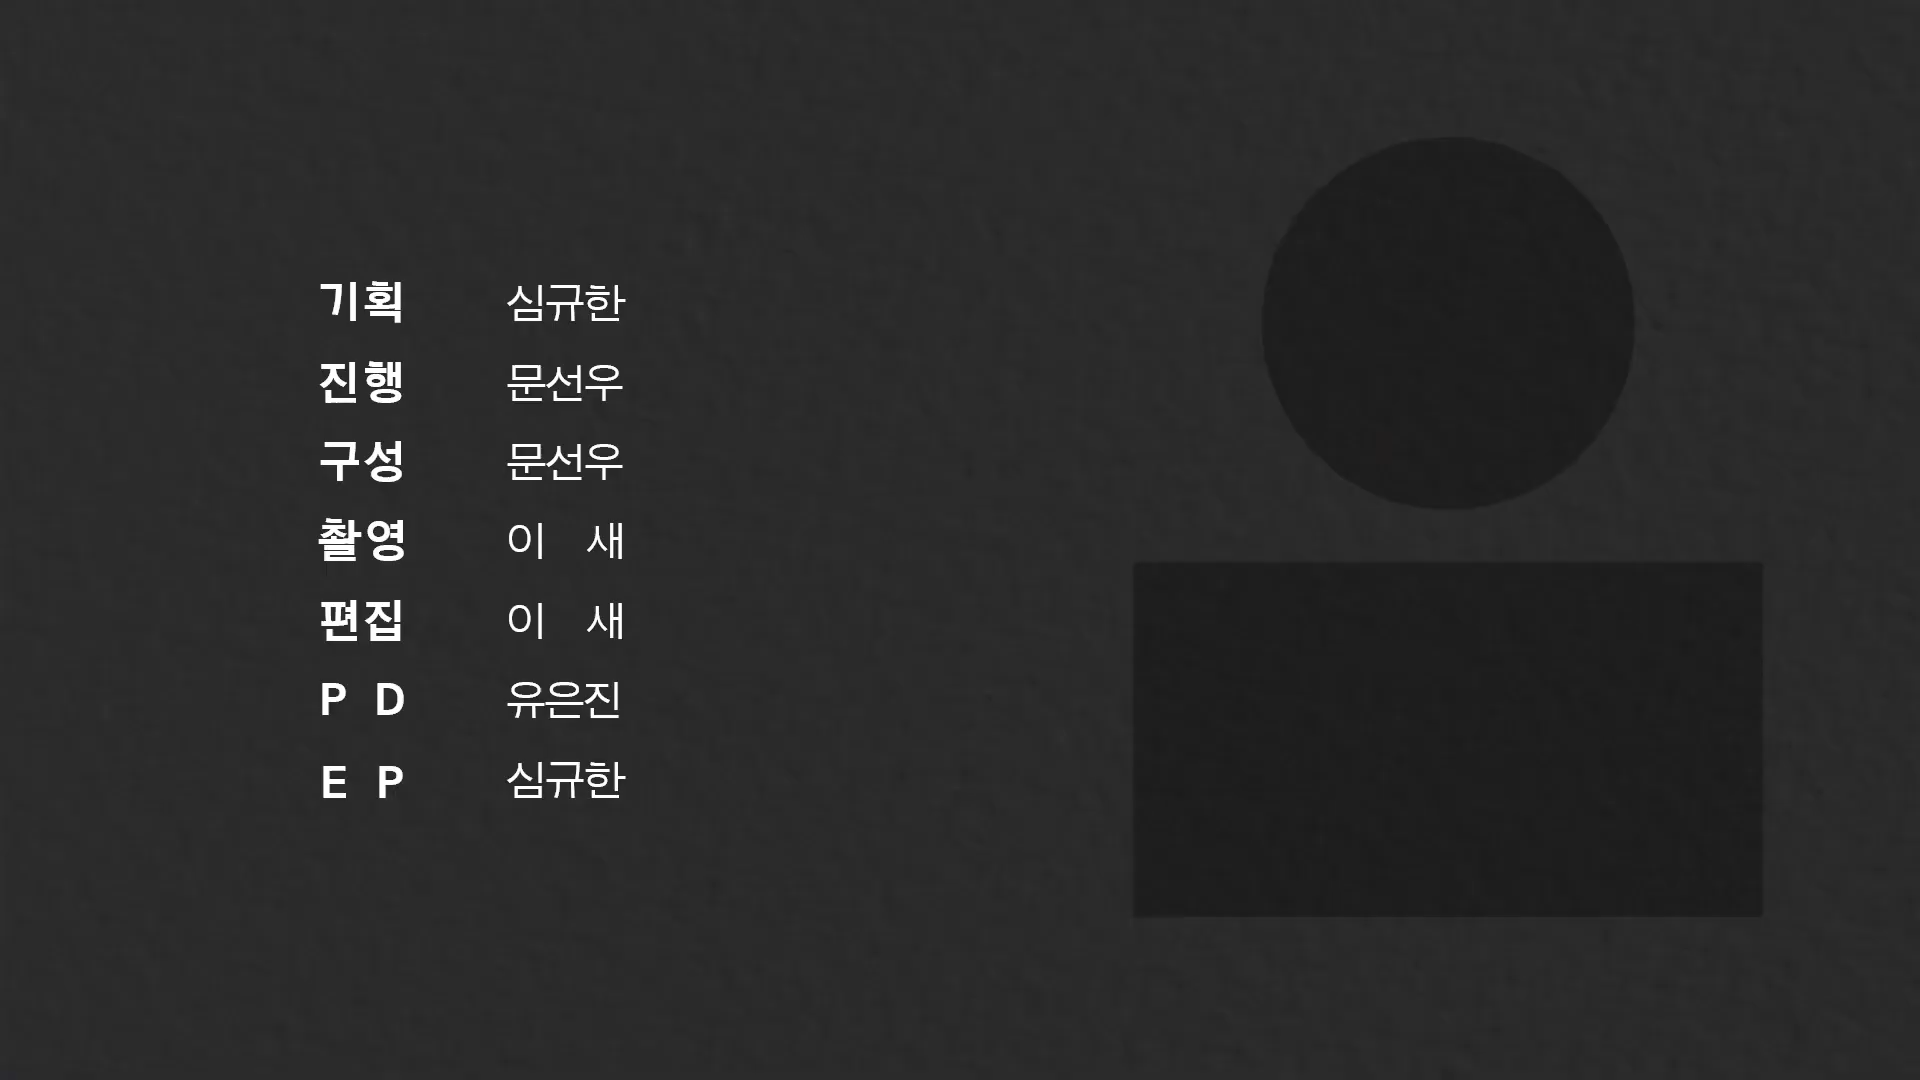 기획 심규한
진행 문선우
구성 문선우
촬영 이 새
편집 이 새
P D 유은진
E P 심규한